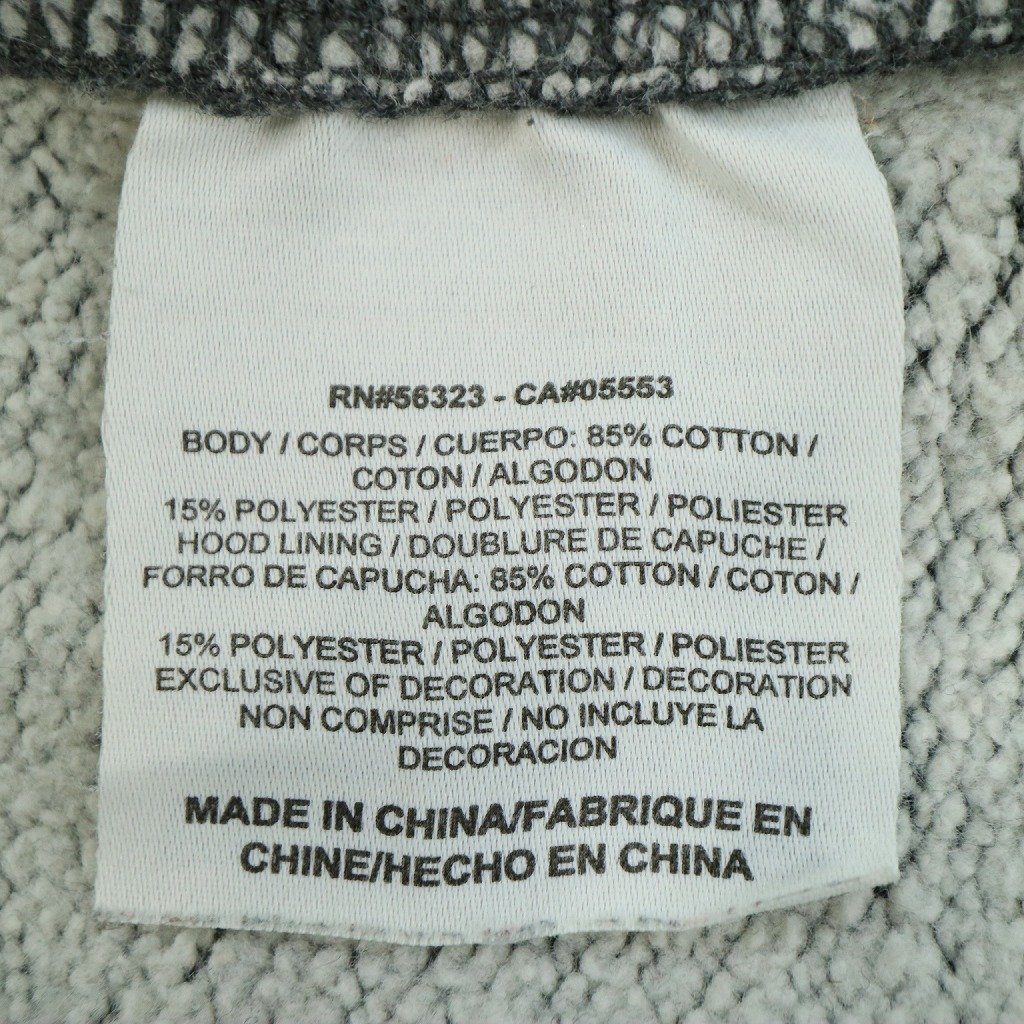 RN#56323 - CA#05553
BODY / CORPS / CUERPO: 85% COTTON /
COTON / ALGODON
15% POLYESTER / POLYESTER / POLIESTER
HOOD LINING / DOUBLURE DE CAPUCHE /
FORRO DE CAPUCHA: 85% COTTON / COTON /
ALGODON
15% POLYESTER / POLYESTER / POLIESTER
EXCLUSIVE OF DECORATION / DECORATION
NON COMPRISE / NO INCLUYE LA
DECORACION
MADE IN CHINA/FABRIQUE EN
CHINE/HECHO EN CHINA